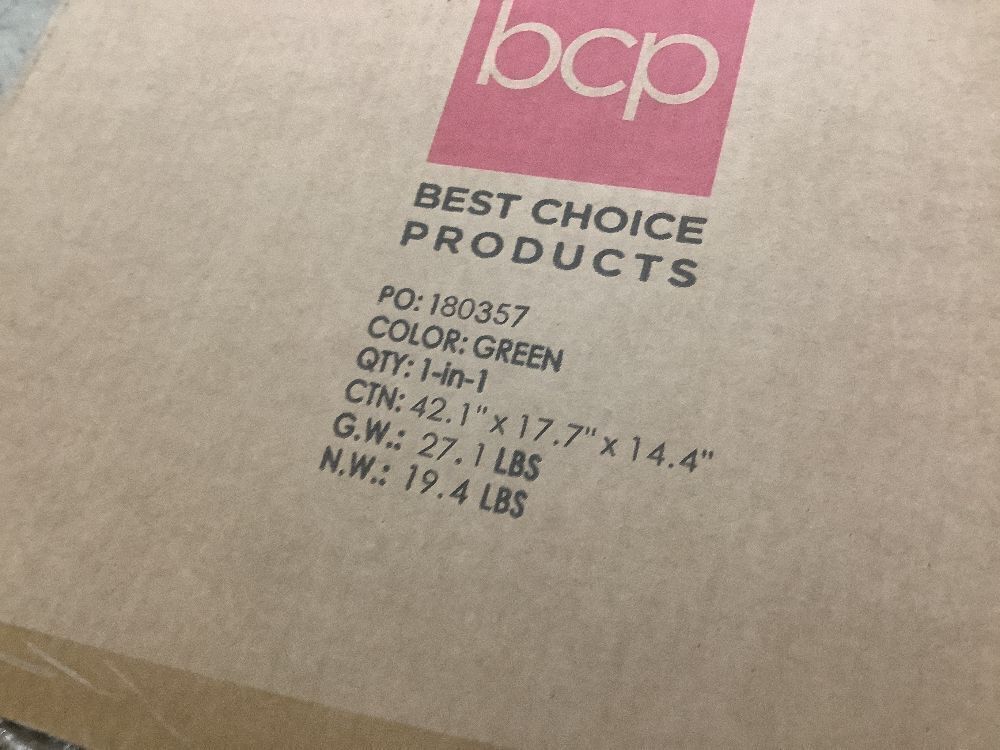 bcp
BEST CHOICE
PRODUCTS
PO: 180357
COLOR: GREEN
QTY: 1-in-1
CTN: 42.1" x 17.7" x 14.4"
G.W.: 27.1 LBS
N.W.: 19.4 LBS